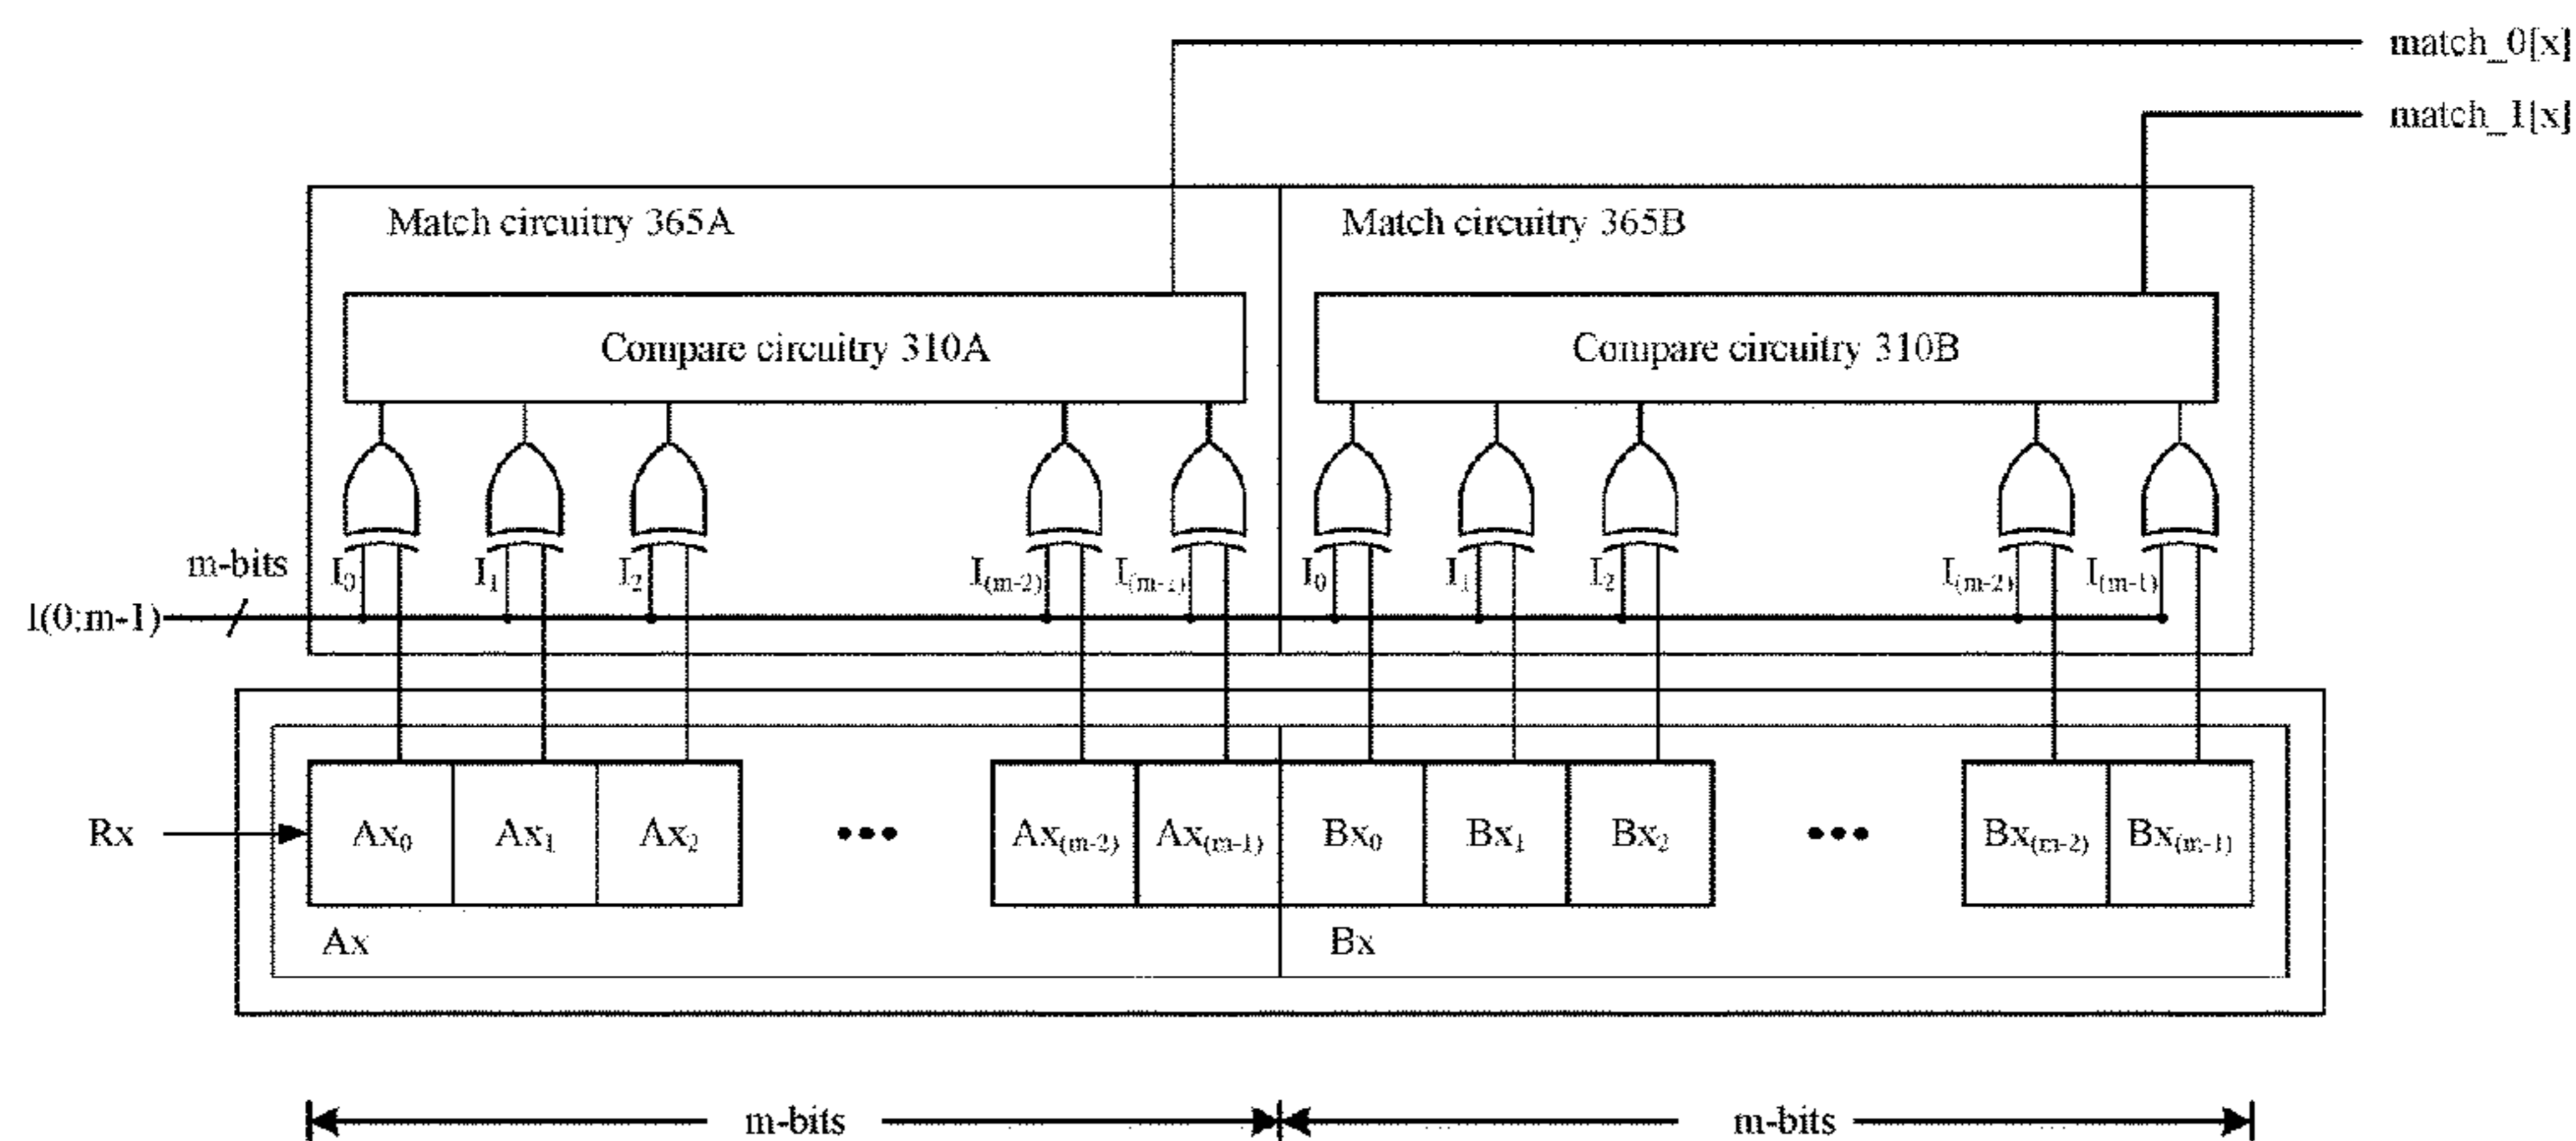 match_0[x]
match_1[x]
Match circuitry 365A
Match circuitry 365B
Compare circuitry 310A
Compare circuitry 310B
m-bits
I₀ I₁ I₂ I₍m-2₎ I₍m-1₎ I₀ I₁ I₂ I₍m-2₎ I₍m-1₎
I(0:m-1)
Rx
Ax₀ Ax₁ Ax₂ ••• Ax₍m-2₎ Ax₍m-1₎ Bx₀ Bx₁ Bx₂ ••• Bx₍m-2₎ Bx₍m-1₎
Ax
Bx
m-bits
m-bits